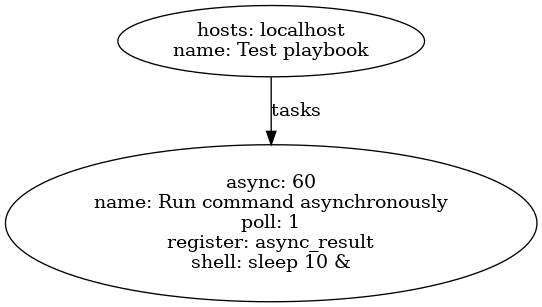 hosts: localhost
name: Test playbook
tasks
async: 60
name: Run command asynchronously
poll: 1
register: async_result
shell: sleep 10 &